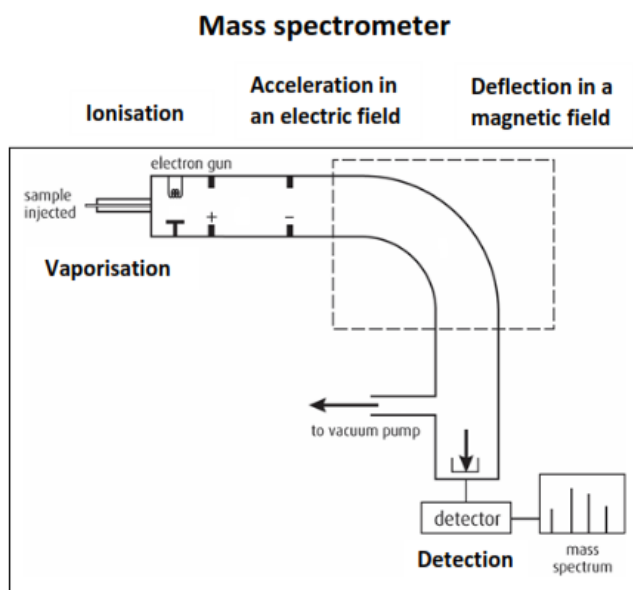 Mass spectrometer
Ionisation
Acceleration in
an electric field
Deflection in a
magnetic field
electron gun
sample
injected
+
−
Vaporisation
to vacuum pump
detector
Detection
mass
spectrum